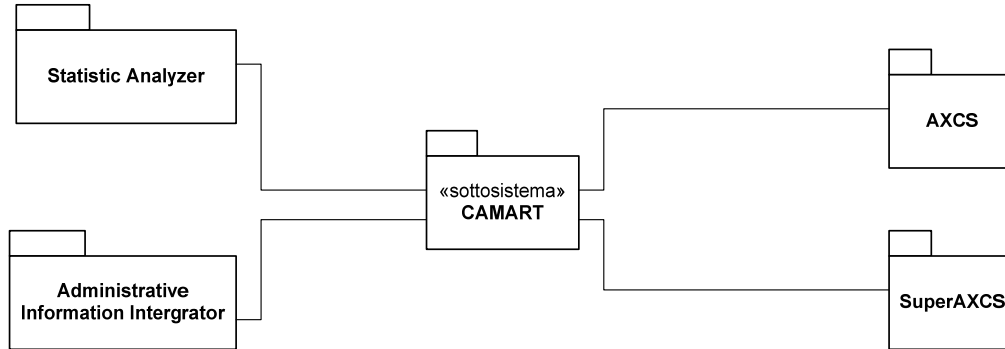 Statistic Analyzer
AXCS
«sottosistema»
CAMART
Administrative
Information Intergrator
SuperAXCS